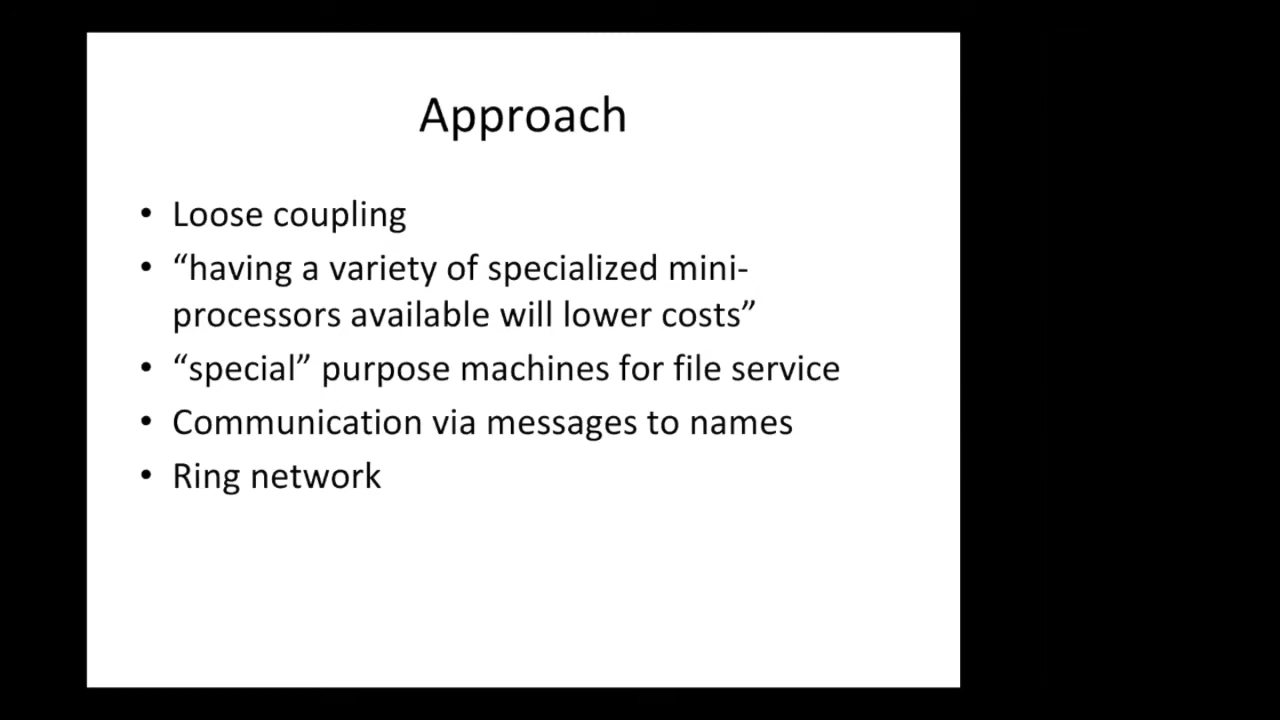 Approach
• Loose coupling
• “having a variety of specialized mini-
processors available will lower costs”
• “special” purpose machines for file service
• Communication via messages to names
• Ring network